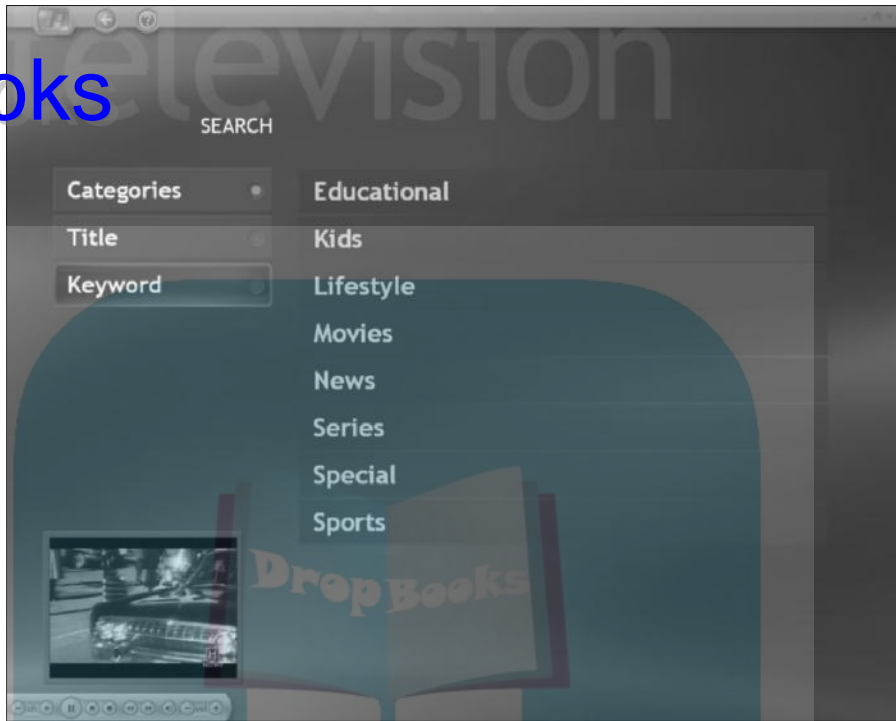 television
oks
SEARCH
Categories
Title
Keyword
Educational
Kids
Lifestyle
Movies
News
Series
Special
Sports
DropBooks